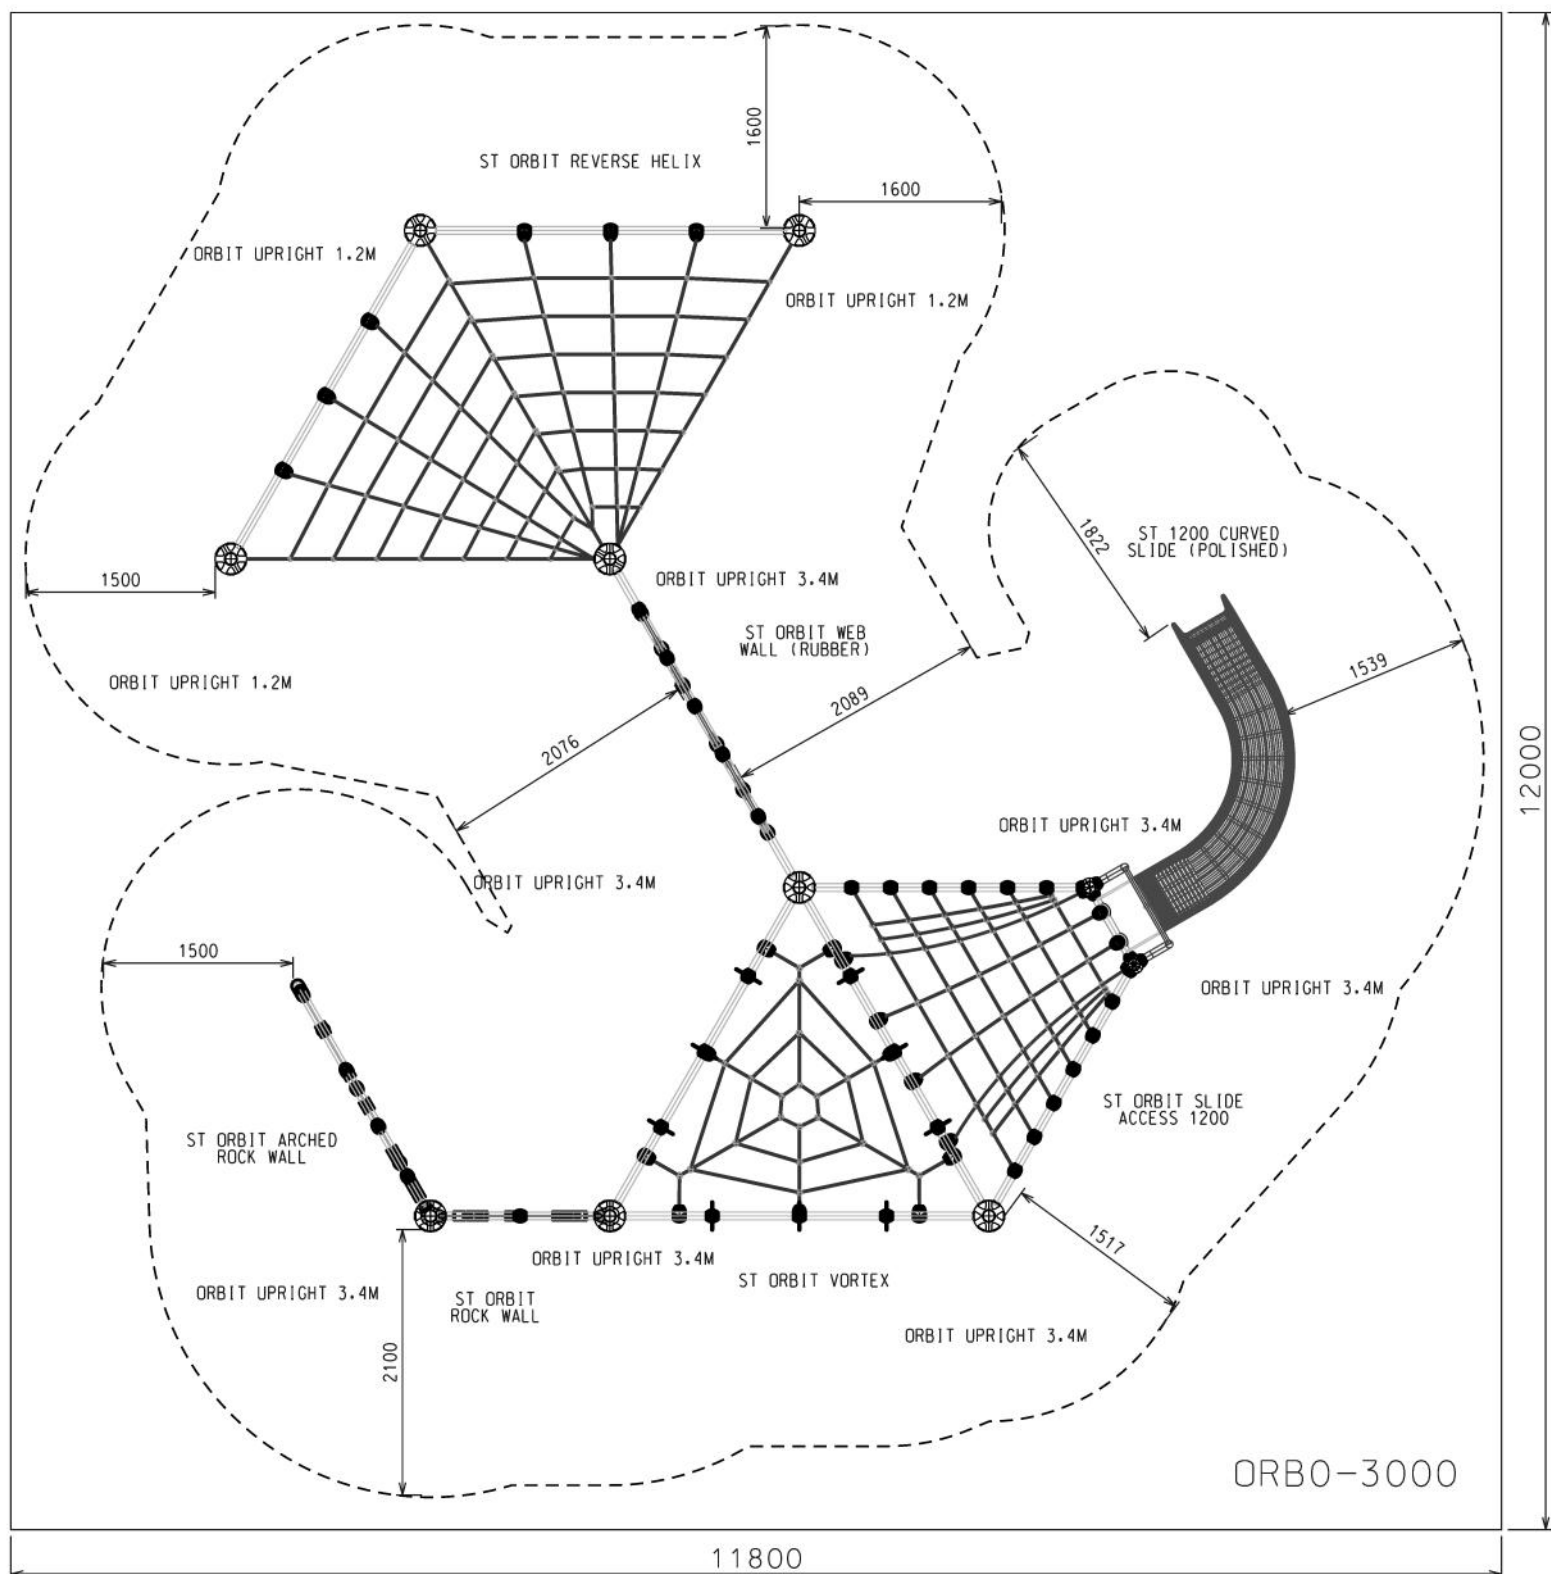 1600
ST ORBIT REVERSE HELIX
1600
ORBIT UPRIGHT 1.2M
ORBIT UPRIGHT 1.2M
1822
ST 1200 CURVED
SLIDE (POLISHED)
1500
ORBIT UPRIGHT 3.4M
ST ORBIT WEB
WALL (RUBBER)
1539
ORBIT UPRIGHT 1.2M
2089
2076
12000
ORBIT UPRIGHT 3.4M
ORBIT UPRIGHT 3.4M
1500
ORBIT UPRIGHT 3.4M
ST ORBIT SLIDE
ACCESS 1200
ST ORBIT ARCHED
ROCK WALL
1517
ORBIT UPRIGHT 3.4M
ST ORBIT VORTEX
ORBIT UPRIGHT 3.4M
ST ORBIT
ROCK WALL
ORBIT UPRIGHT 3.4M
2100
ORBO-3000
11800